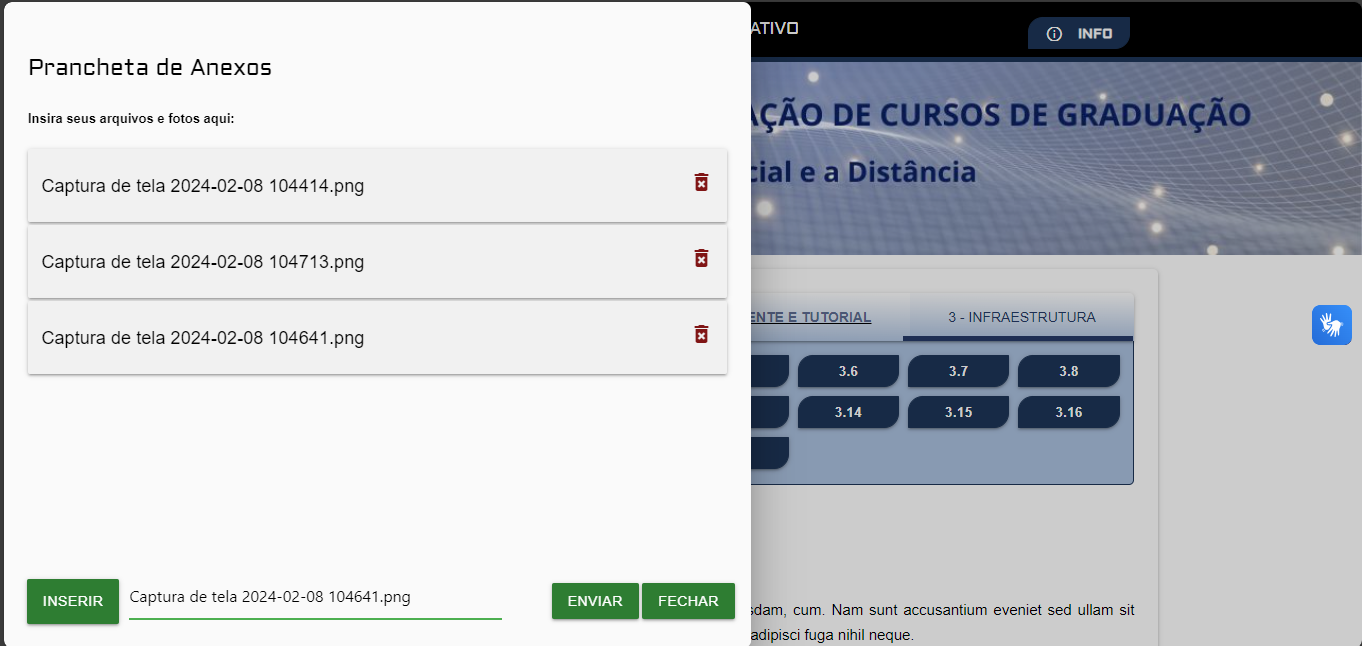 Prancheta de Anexos
Insira seus arquivos e fotos aqui:
Captura de tela 2024-02-08 104414.png
Captura de tela 2024-02-08 104713.png
Captura de tela 2024-02-08 104641.png
INSERIR
Captura de tela 2024-02-08 104641.png
ENVIAR
FECHAR
ATIVO
INFO
AÇÃO DE CURSOS DE GRADUAÇÃO
cial e a Distância
ENTE E TUTORIAL
3 - INFRAESTRUTURA
3.6
3.7
3.8
3.14
3.15
3.16
sdam, cum. Nam sunt accusantium eveniet sed ullam sit
adipisci fuga nihil neque.